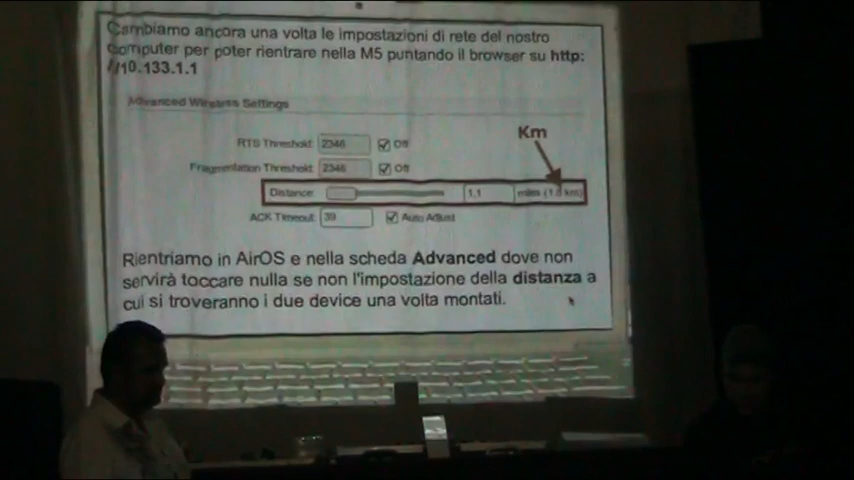 Cambiamo ancora una volta le impostazioni di rete del nostro
Computer per poter rientrare nella M5 puntando il browser su http:
//10.133.1.1
Advanced Wireless Settings
Km
RTS Threshold: 2346 Off
Fragmentation Threshold: 2346 Off
Distance: 1.1 miles (1.8 km)
ACK Timeout: 39 Auto Adjust
Rientriamo in AirOS e nella scheda Advanced dove non
servirà toccare nulla se non l'impostazione della distanza a
cui si troveranno i due device una volta montati.